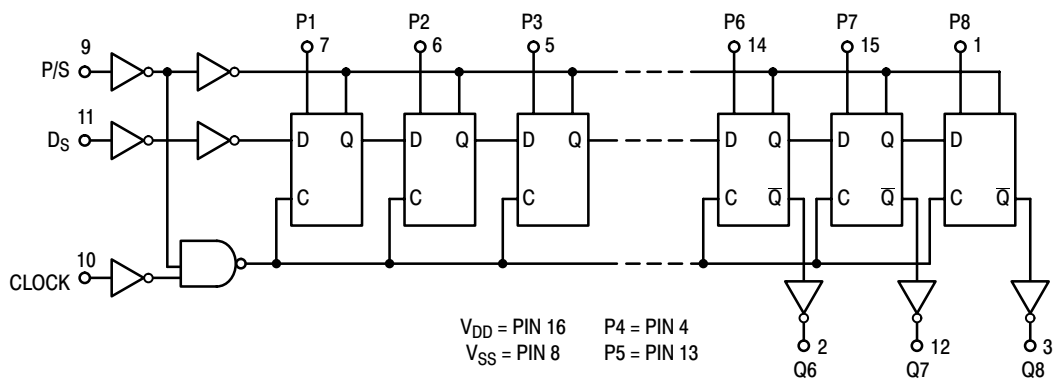 P1 P2 P3 P6 P7 P8
9 7 6 5 14 15 1
P/S
11
DS D Q D Q D Q D Q D Q D
C C C C Q̅ C Q̅ C Q̅
10
CLOCK
VDD = PIN 16 P4 = PIN 4
VSS = PIN 8 P5 = PIN 13
2 12 3
Q6 Q7 Q8